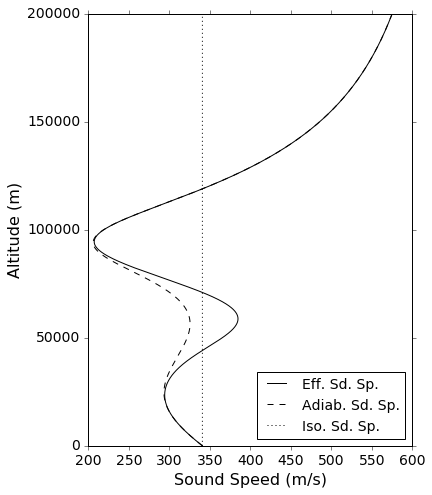 200000
150000
100000
50000
0
Altitude (m)
Eff. Sd. Sp.
Adiab. Sd. Sp.
Iso. Sd. Sp.
200 250 300 350 400 450 500 550 600
Sound Speed (m/s)